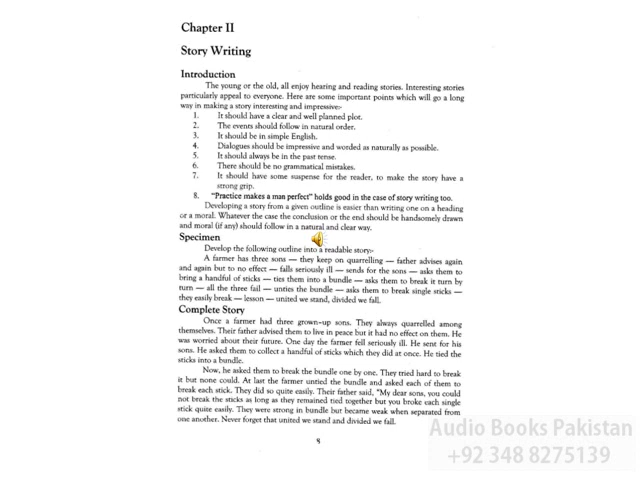 Chapter II
Story Writing
Introduction
The young or the old, all enjoy hearing and reading stories. Interesting stories
particularly appeal to everyone. Here are some important points which will go a long
way in making a story interesting and impressive:-
1. It should have a clear and well planned plot.
2. The events should follow in natural order.
3. It should be in simple English.
4. Dialogues should be impressive and worded as naturally as possible.
5. It should always be in the past tense.
6. There should be no grammatical mistakes.
7. It should have some suspense for the reader, to make the story have a
strong grip.
8. "Practice makes a man perfect" holds good in the case of story writing too.
Developing a story from a given outline is easier than writing one on a heading
or a moral. Whatever the case the conclusion or the end should be handsomely drawn
and moral (if any) should follow in a natural and clear way.
Specimen
Develop the following outline into a readable story:-
A farmer has three sons — they keep on quarrelling — father advises again
and again but to no effect — falls seriously ill — sends for the sons — asks them to
bring a handful of sticks — ties them into a bundle — asks them to break it turn by
turn — all the three fail — unties the bundle — asks them to break single sticks —
they easily break — lesson — united we stand, divided we fall.
Complete Story
Once a farmer had three grown-up sons. They always quarrelled among
themselves. Their father advised them to live in peace but it had no effect on them. He
was worried about their future. One day the farmer fell seriously ill. He sent for his
sons. He asked them to collect a handful of sticks which they did at once. He tied the
sticks into a bundle.
Now, he asked them to break the bundle one by one. They tried hard to break
it but none could. At last the farmer untied the bundle and asked each of them to
break each stick. They did so quite easily. Their father said, "My dear sons, you could
not break the sticks as long as they remained tied together but you broke each single
stick quite easily. They were strong in bundle but became weak when separated from
one another. Never forget that united we stand and divided we fall.
Audio Books Pakistan
+92 348 8275139